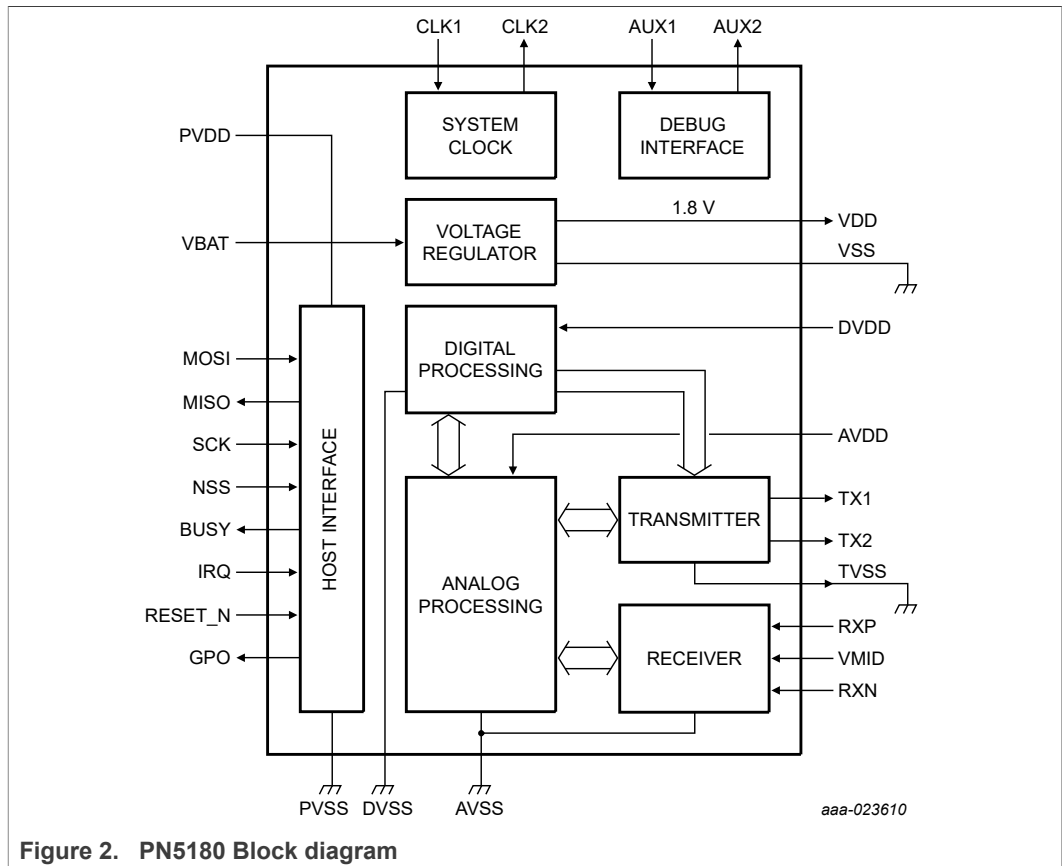 CLK1 CLK2 AUX1 AUX2
SYSTEM
CLOCK
DEBUG
INTERFACE
PVDD
1.8 V
VDD
VBAT
VOLTAGE
REGULATOR
VSS
DVDD
DIGITAL
PROCESSING
MOSI
MISO
SCK
NSS
BUSY
IRQ
RESET_N
GPO
HOST INTERFACE
AVDD
ANALOG
PROCESSING
TRANSMITTER
TX1
TX2
TVSS
RECEIVER
RXP
VMID
RXN
PVSS DVSS AVSS
aaa-023610
Figure 2. PN5180 Block diagram